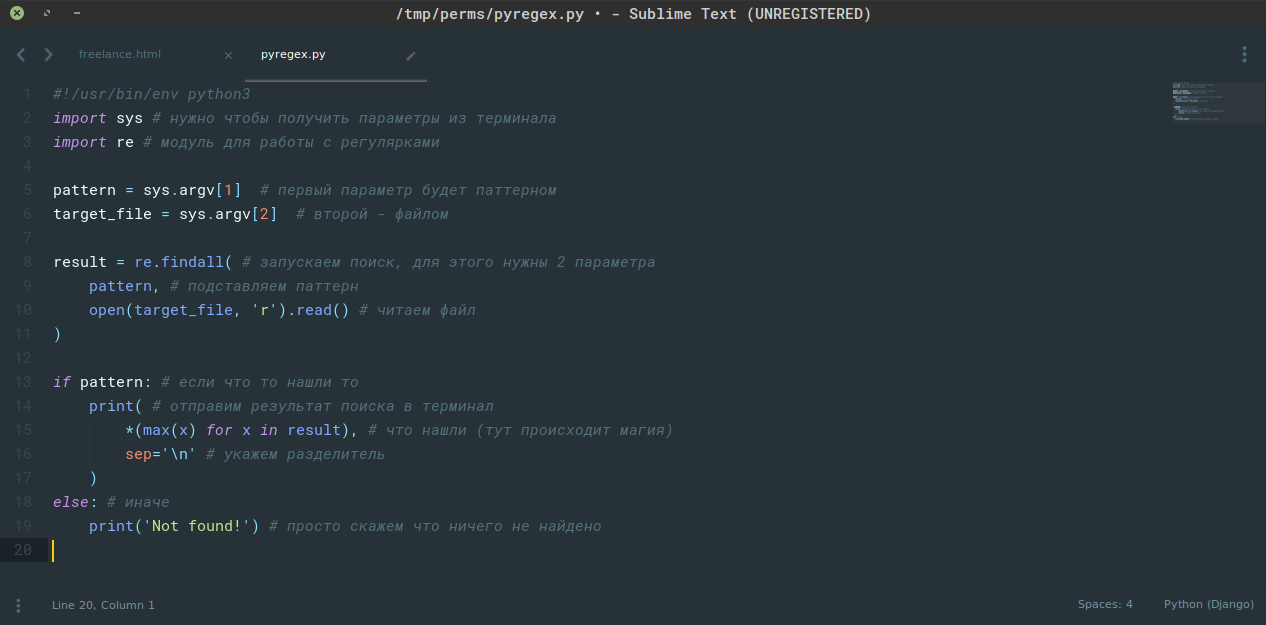 /tmp/perms/pyregex.py • - Sublime Text (UNREGISTERED)
freelance.html
pyregex.py
1 #!/usr/bin/env python3
2 import sys # нужно чтобы получить параметры из терминала
3 import re # модуль для работы с регулярками
4
5 pattern = sys.argv[1]  # первый параметр будет паттерном
6 target_file = sys.argv[2]  # второй - файлом
7
8 result = re.findall( # запускаем поиск, для этого нужны 2 параметра
9     pattern, # подставляем паттерн
10     open(target_file, 'r').read() # читаем файл
11 )
12
13 if pattern: # если что то нашли то
14     print( # отправим результат поиска в терминал
15         *(max(x) for x in result), # что нашли (тут происходит магия)
16         sep='\n' # укажем разделитель
17     )
18 else: # иначе
19     print('Not found!') # просто скажем что ничего не найдено
20
Line 20, Column 1
Spaces: 4
Python (Django)